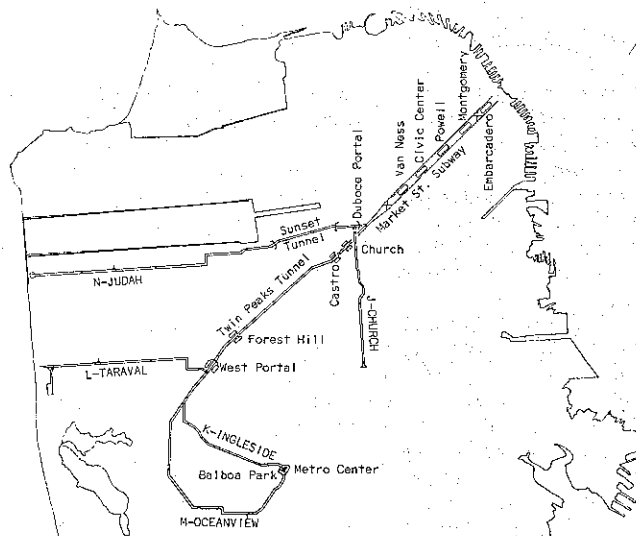 Montgomery
Civic Center
Powell
Van Ness
Embarcadero
Duboce Portal
Market St. Subway
Sunset
Tunnel
Church
Castro
N-JUDAH
Twin Peaks Tunnel
J-CHURCH
Forest Hill
West Portal
L-TARAVAL
K-INGLESIDE
Balboa Park
Metro Center
M-OCEANVIEW